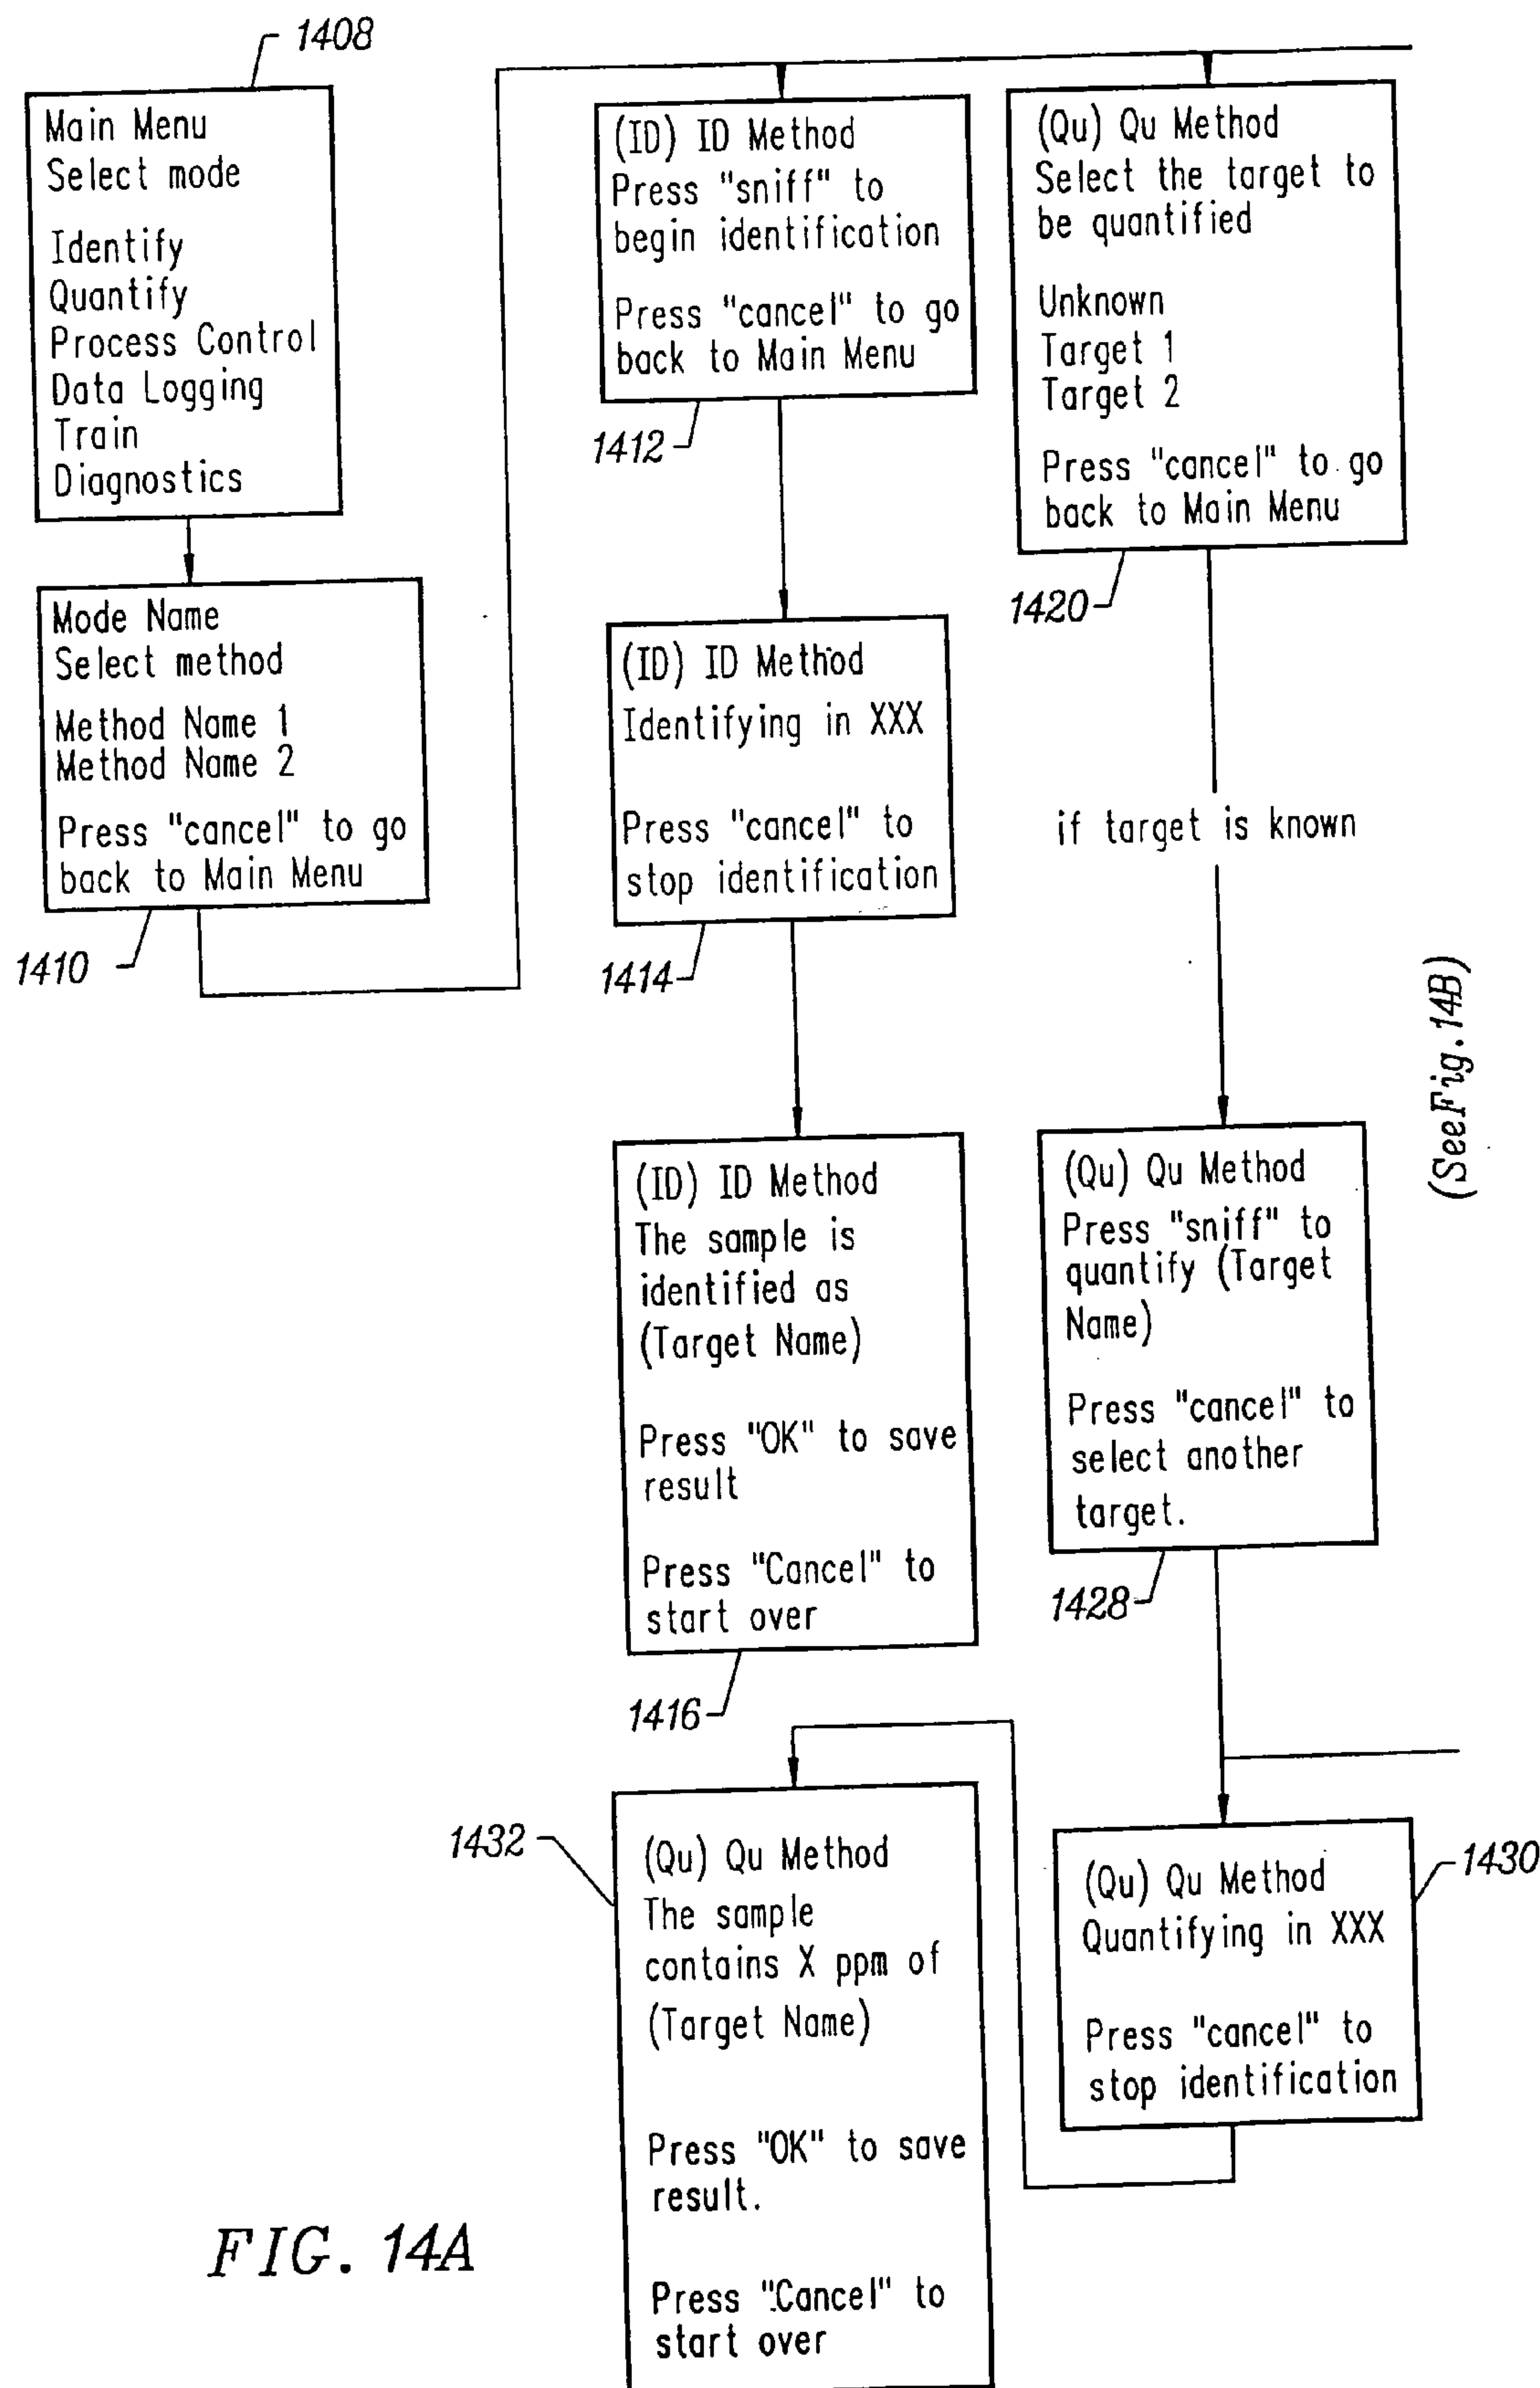 1408
Main Menu
Select mode
Identify
Quantify
Process Control
Data Logging
Train
Diagnostics
Mode Name
Select method
Method Name 1
Method Name 2
Press "cancel" to go
back to Main Menu
1410
(ID) ID Method
Press "sniff" to
begin identification
Press "cancel" to go
back to Main Menu
1412
(ID) ID Method
Identifying in XXX
Press "cancel" to
stop identification
1414
(ID) ID Method
The sample is
identified as
(Target Name)
Press "OK" to save
result
Press "Cancel" to
start over
1416
(Qu) Qu Method
Select the target to
be quantified
Unknown
Target 1
Target 2
Press "cancel" to go
back to Main Menu
1420
if target is known
(Qu) Qu Method
Press "sniff" to
quantify (Target
Name)
Press "cancel" to
select another
target.
1428
(Qu) Qu Method
Quantifying in XXX
Press "cancel" to
stop identification
1430
1432
(Qu) Qu Method
The sample
contains X ppm of
(Target Name)
Press "OK" to save
result.
Press "Cancel" to
start over
(See Fig. 14B)
FIG. 14A